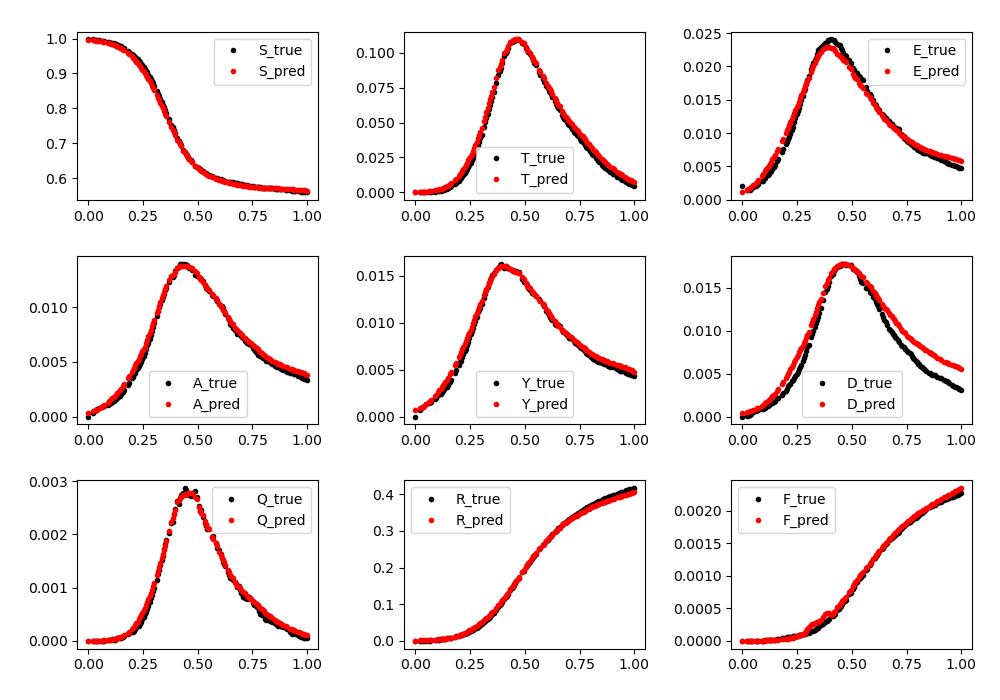 1.0
0.9
0.8
0.7
0.6
0.00 0.25 0.50 0.75 1.00
S_true
S_pred
0.100
0.075
0.050
0.025
0.000
0.00 0.25 0.50 0.75 1.00
T_true
T_pred
0.025
0.020
0.015
0.010
0.005
0.000
0.00 0.25 0.50 0.75 1.00
E_true
E_pred
0.010
0.005
0.000
0.00 0.25 0.50 0.75 1.00
A_true
A_pred
0.015
0.010
0.005
0.000
0.00 0.25 0.50 0.75 1.00
Y_true
Y_pred
0.015
0.010
0.005
0.000
0.00 0.25 0.50 0.75 1.00
D_true
D_pred
0.003
0.002
0.001
0.000
0.00 0.25 0.50 0.75 1.00
Q_true
Q_pred
0.4
0.3
0.2
0.1
0.0
0.00 0.25 0.50 0.75 1.00
R_true
R_pred
0.0020
0.0015
0.0010
0.0005
0.0000
0.00 0.25 0.50 0.75 1.00
F_true
F_pred